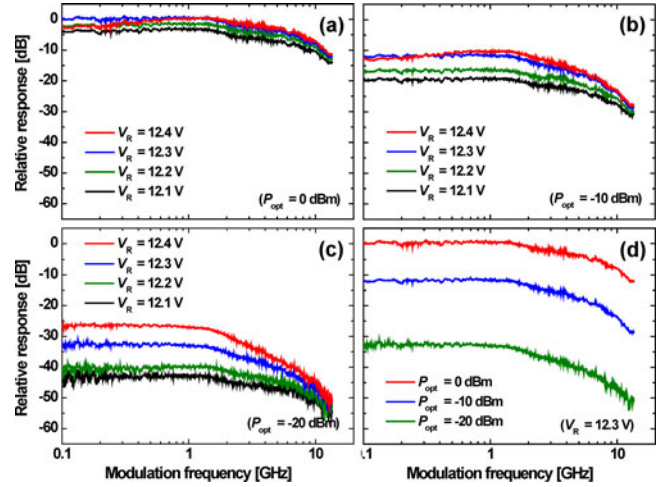 (a)
Relative response [dB]
0
-10
-20
-30
-40
-50
-60
V_R = 12.4 V
V_R = 12.3 V
V_R = 12.2 V
V_R = 12.1 V
(P_opt = 0 dBm)
(b)
V_R = 12.4 V
V_R = 12.3 V
V_R = 12.2 V
V_R = 12.1 V
(P_opt = -10 dBm)
(c)
Relative response [dB]
0
-10
-20
-30
-40
-50
-60
V_R = 12.4 V
V_R = 12.3 V
V_R = 12.2 V
V_R = 12.1 V
(P_opt = -20 dBm)
0.1 1 10
Modulation frequency [GHz]
(d)
P_opt = 0 dBm
P_opt = -10 dBm
P_opt = -20 dBm
(V_R = 12.3 V)
0.1 1 10
Modulation frequency [GHz]